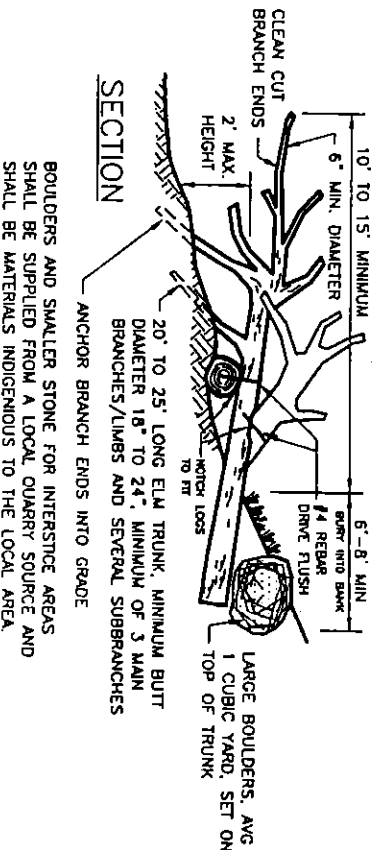 10' TO 15' MINIMUM
6'-8' MIN
BURY INTO BANK
CLEAN CUT
BRANCH ENDS
6" MIN. DIAMETER
#4 REBAR
DRIVE FLUSH
2' MAX.
HEIGHT
LARGE BOULDERS, AVG
1 CUBIC YARD, SET ON
TOP OF TRUNK
NOTCH LOGS
TO FIT
SECTION
20' TO 25' LONG ELM TRUNK, MINIMUM BUTT
DIAMETER 18" TO 24", MINIMUM OF 3 MAIN
BRANCHES/LIMBS AND SEVERAL SUBBRANCHES
ANCHOR BRANCH ENDS INTO GRADE
BOULDERS AND SMALLER STONE FOR INTERSTICE AREAS
SHALL BE SUPPLIED FROM A LOCAL QUARRY SOURCE AND
SHALL BE MATERIALS INDIGENIOUS TO THE LOCAL AREA.